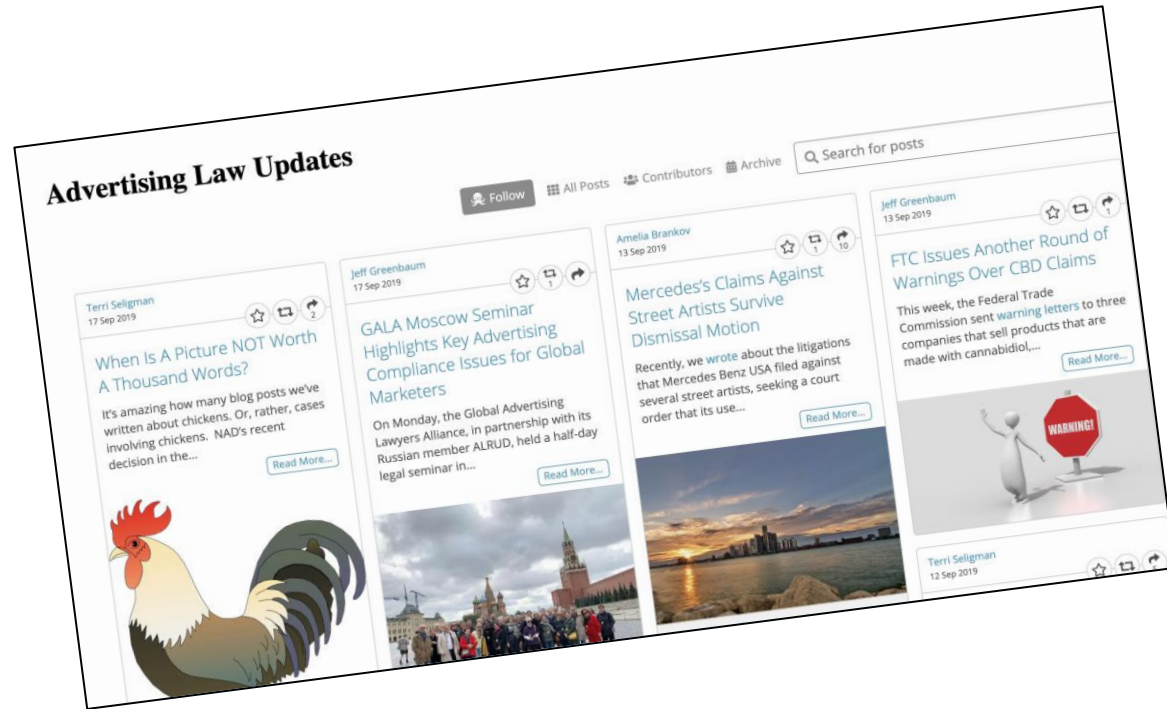 Advertising Law Updates
Follow
All Posts
Contributors
Archive
Search for posts
Terri Seligman
17 Sep 2019
2
When Is A Picture NOT Worth
A Thousand Words?
It's amazing how many blog posts we've
written about chickens. Or, rather, cases
involving chickens. NAD's recent
decision in the...
Read More...
Jeff Greenbaum
17 Sep 2019
1
GALA Moscow Seminar
Highlights Key Advertising
Compliance Issues for Global
Marketers
On Monday, the Global Advertising
Lawyers Alliance, in partnership with its
Russian member ALRUD, held a half-day
legal seminar in...
Read More...
Amelia Brankov
13 Sep 2019
1
10
Mercedes's Claims Against
Street Artists Survive
Dismissal Motion
Recently, we wrote about the litigations
that Mercedes Benz USA filed against
several street artists, seeking a court
order that its use...
Read More...
Jeff Greenbaum
13 Sep 2019
1
FTC Issues Another Round of
Warnings Over CBD Claims
This week, the Federal Trade
Commission sent warning letters to three
companies that sell products that are
made with cannabidiol,...
Read More...
WARNING!
Terri Seligman
12 Sep 2019